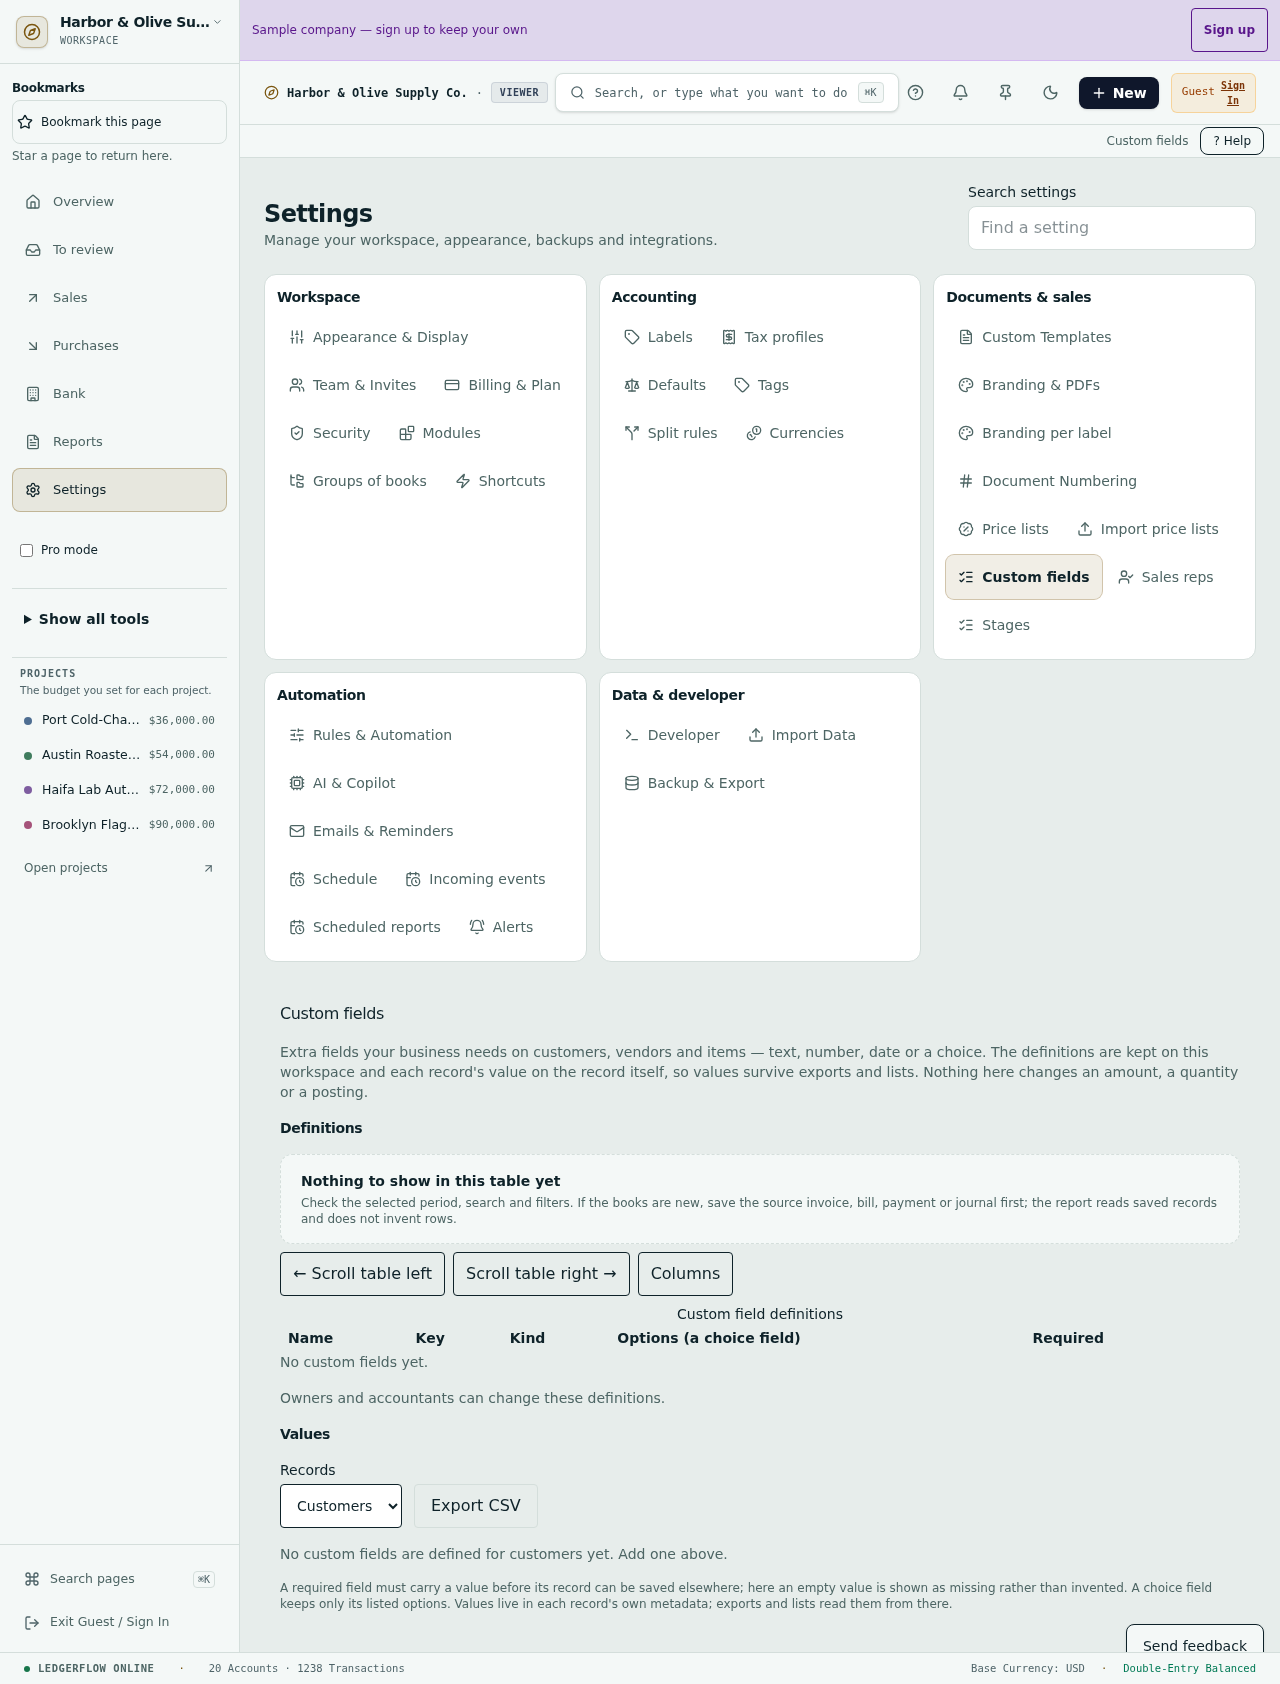 Harbor & Olive Su...
WORKSPACE
Bookmarks
Bookmark this page
Star a page to return here.
Overview
To review
Sales
Purchases
Bank
Reports
Settings
Pro mode
Show all tools
PROJECTS
The budget you set for each project.
Port Cold-Cha... $36,000.00
Austin Roaste... $54,000.00
Haifa Lab Aut... $72,000.00
Brooklyn Flag... $90,000.00
Open projects
Search pages ⌘K
Exit Guest / Sign In
Sample company — sign up to keep your own
Sign up
Harbor & Olive Supply Co. · VIEWER
Search, or type what you want to do ⌘K
+ New
Guest Sign In
Custom fields
? Help
Settings
Manage your workspace, appearance, backups and integrations.
Search settings
Find a setting
Workspace
Appearance & Display
Team & Invites Billing & Plan
Security Modules
Groups of books Shortcuts
Accounting
Labels Tax profiles
Defaults Tags
Split rules Currencies
Documents & sales
Custom Templates
Branding & PDFs
Branding per label
Document Numbering
Price lists Import price lists
Custom fields Sales reps
Stages
Automation
Rules & Automation
AI & Copilot
Emails & Reminders
Schedule Incoming events
Scheduled reports Alerts
Data & developer
Developer Import Data
Backup & Export
Custom fields
Extra fields your business needs on customers, vendors and items — text, number, date or a choice. The definitions are kept on this
workspace and each record's value on the record itself, so values survive exports and lists. Nothing here changes an amount, a quantity
or a posting.
Definitions
Nothing to show in this table yet
Check the selected period, search and filters. If the books are new, save the source invoice, bill, payment or journal first; the report reads saved records
and does not invent rows.
← Scroll table left Scroll table right → Columns
Custom field definitions
Name Key Kind Options (a choice field) Required
No custom fields yet.
Owners and accountants can change these definitions.
Values
Records
Customers Export CSV
No custom fields are defined for customers yet. Add one above.
A required field must carry a value before its record can be saved elsewhere; here an empty value is shown as missing rather than invented. A choice field
keeps only its listed options. Values live in each record's own metadata; exports and lists read them from there.
Send feedback
LEDGERFLOW ONLINE · 20 Accounts · 1238 Transactions
Base Currency: USD · Double-Entry Balanced